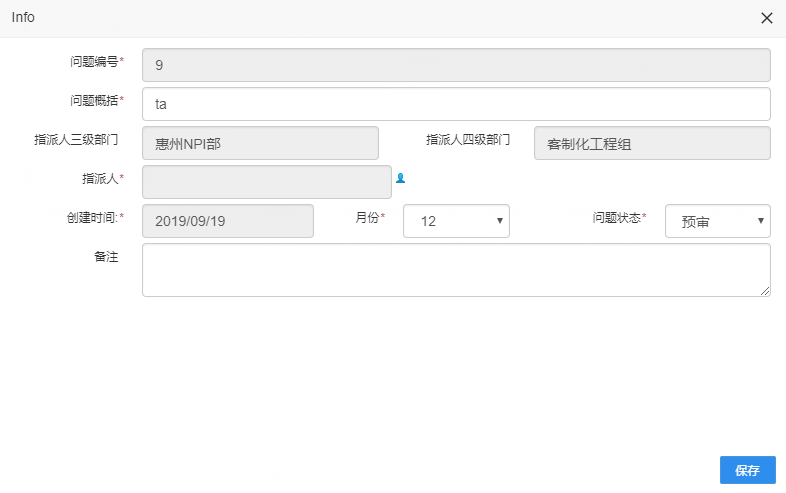 Info
问题编号* 9
问题概括* ta
指派人三级部门 惠州NPI部 指派人四级部门 客制化工程组
指派人*
创建时间:* 2019/09/19 月份* 12 问题状态* 预审
备注
保存